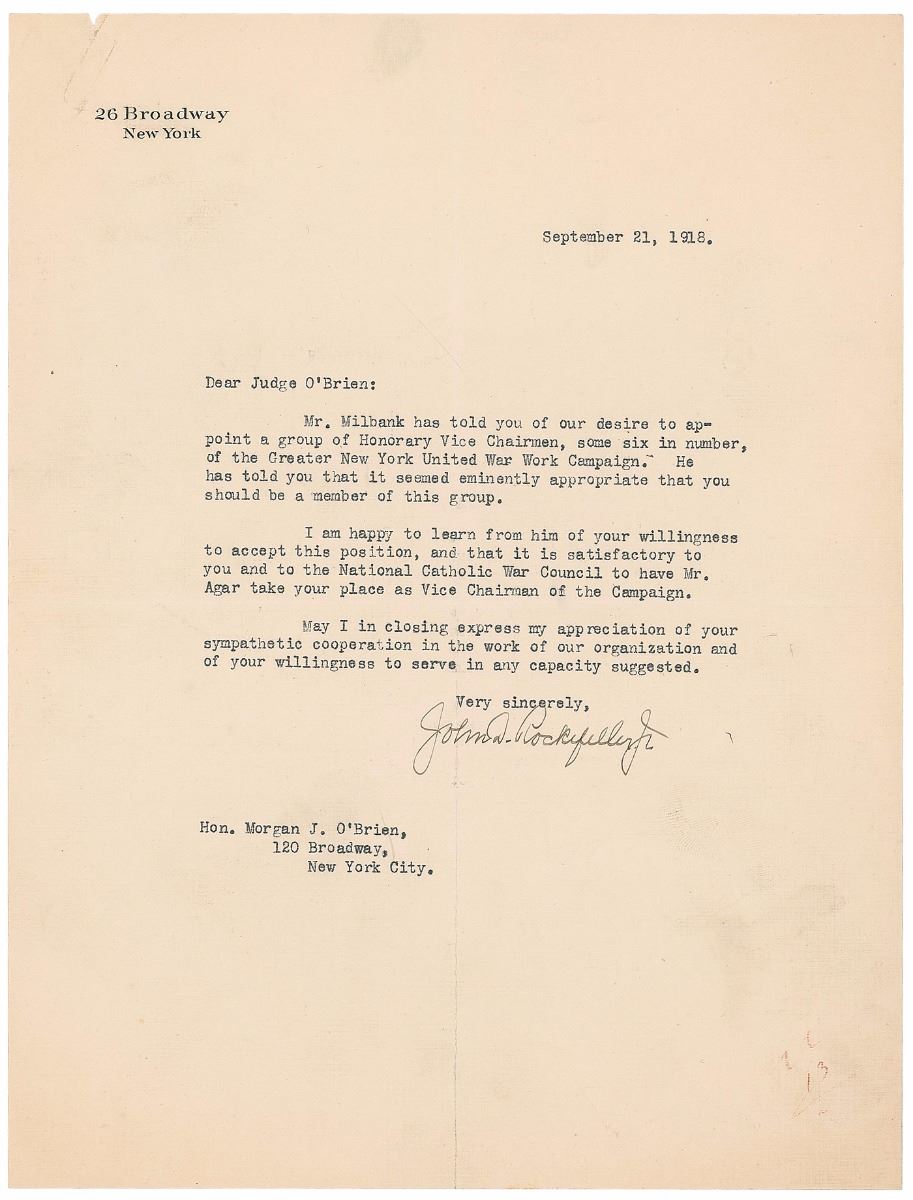 26 Broadway
New York
September 21, 1918.
Dear Judge O'Brien:
Mr. Milbank has told you of our desire to ap-
point a group of Honorary Vice Chairmen, some six in number,
of the Greater New York United War Work Campaign. He
has told you that it seemed eminently appropriate that you
should be a member of this group.
I am happy to learn from him of your willingness
to accept this position, and that it is satisfactory to
you and to the National Catholic War Council to have Mr.
Agar take your place as Vice Chairman of the Campaign.
May I in closing express my appreciation of your
sympathetic cooperation in the work of our organization and
of your willingness to serve in any capacity suggested.
Very sincerely,
John D. Rockefeller Jr.
Hon. Morgan J. O'Brien,
120 Broadway,
New York City.